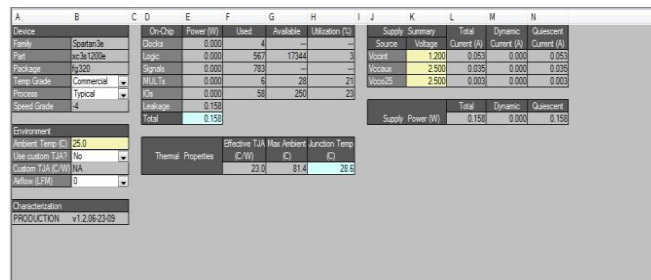 A B C D E F G H I J K L M N
Device On-Chip Power (W) Used Available Utilization (%) Supply Summary Total Dynamic Quiescent
Family Spartan3e Clocks 0.000 4 --- --- Source Voltage Current (A) Current (A) Current (A)
Part xc3s1200e Logic 0.000 567 17344 3 Vccint 1.200 0.053 0.000 0.053
Package fg320 Signals 0.000 783 --- --- Vccaux 2.500 0.035 0.000 0.035
Temp Grade Commercial MULTs 0.000 6 28 21 Vcco25 2.500 0.003 0.000 0.003
Process Typical IOs 0.000 58 250 23
Speed Grade -4 Leakage 0.158 Total Dynamic Quiescent
Total 0.158 Supply Power (W) 0.158 0.000 0.158
Environment
Ambient Temp (C) 25.0 Effective TJA Max Ambient Junction Temp
Use custom TJA? No Thermal Properties (C/W) (C) (C)
Custom TJA (C/W) NA 23.0 81.4 28.6
Airflow (LFM) 0
Characterization
PRODUCTION v1.2,06-23-09